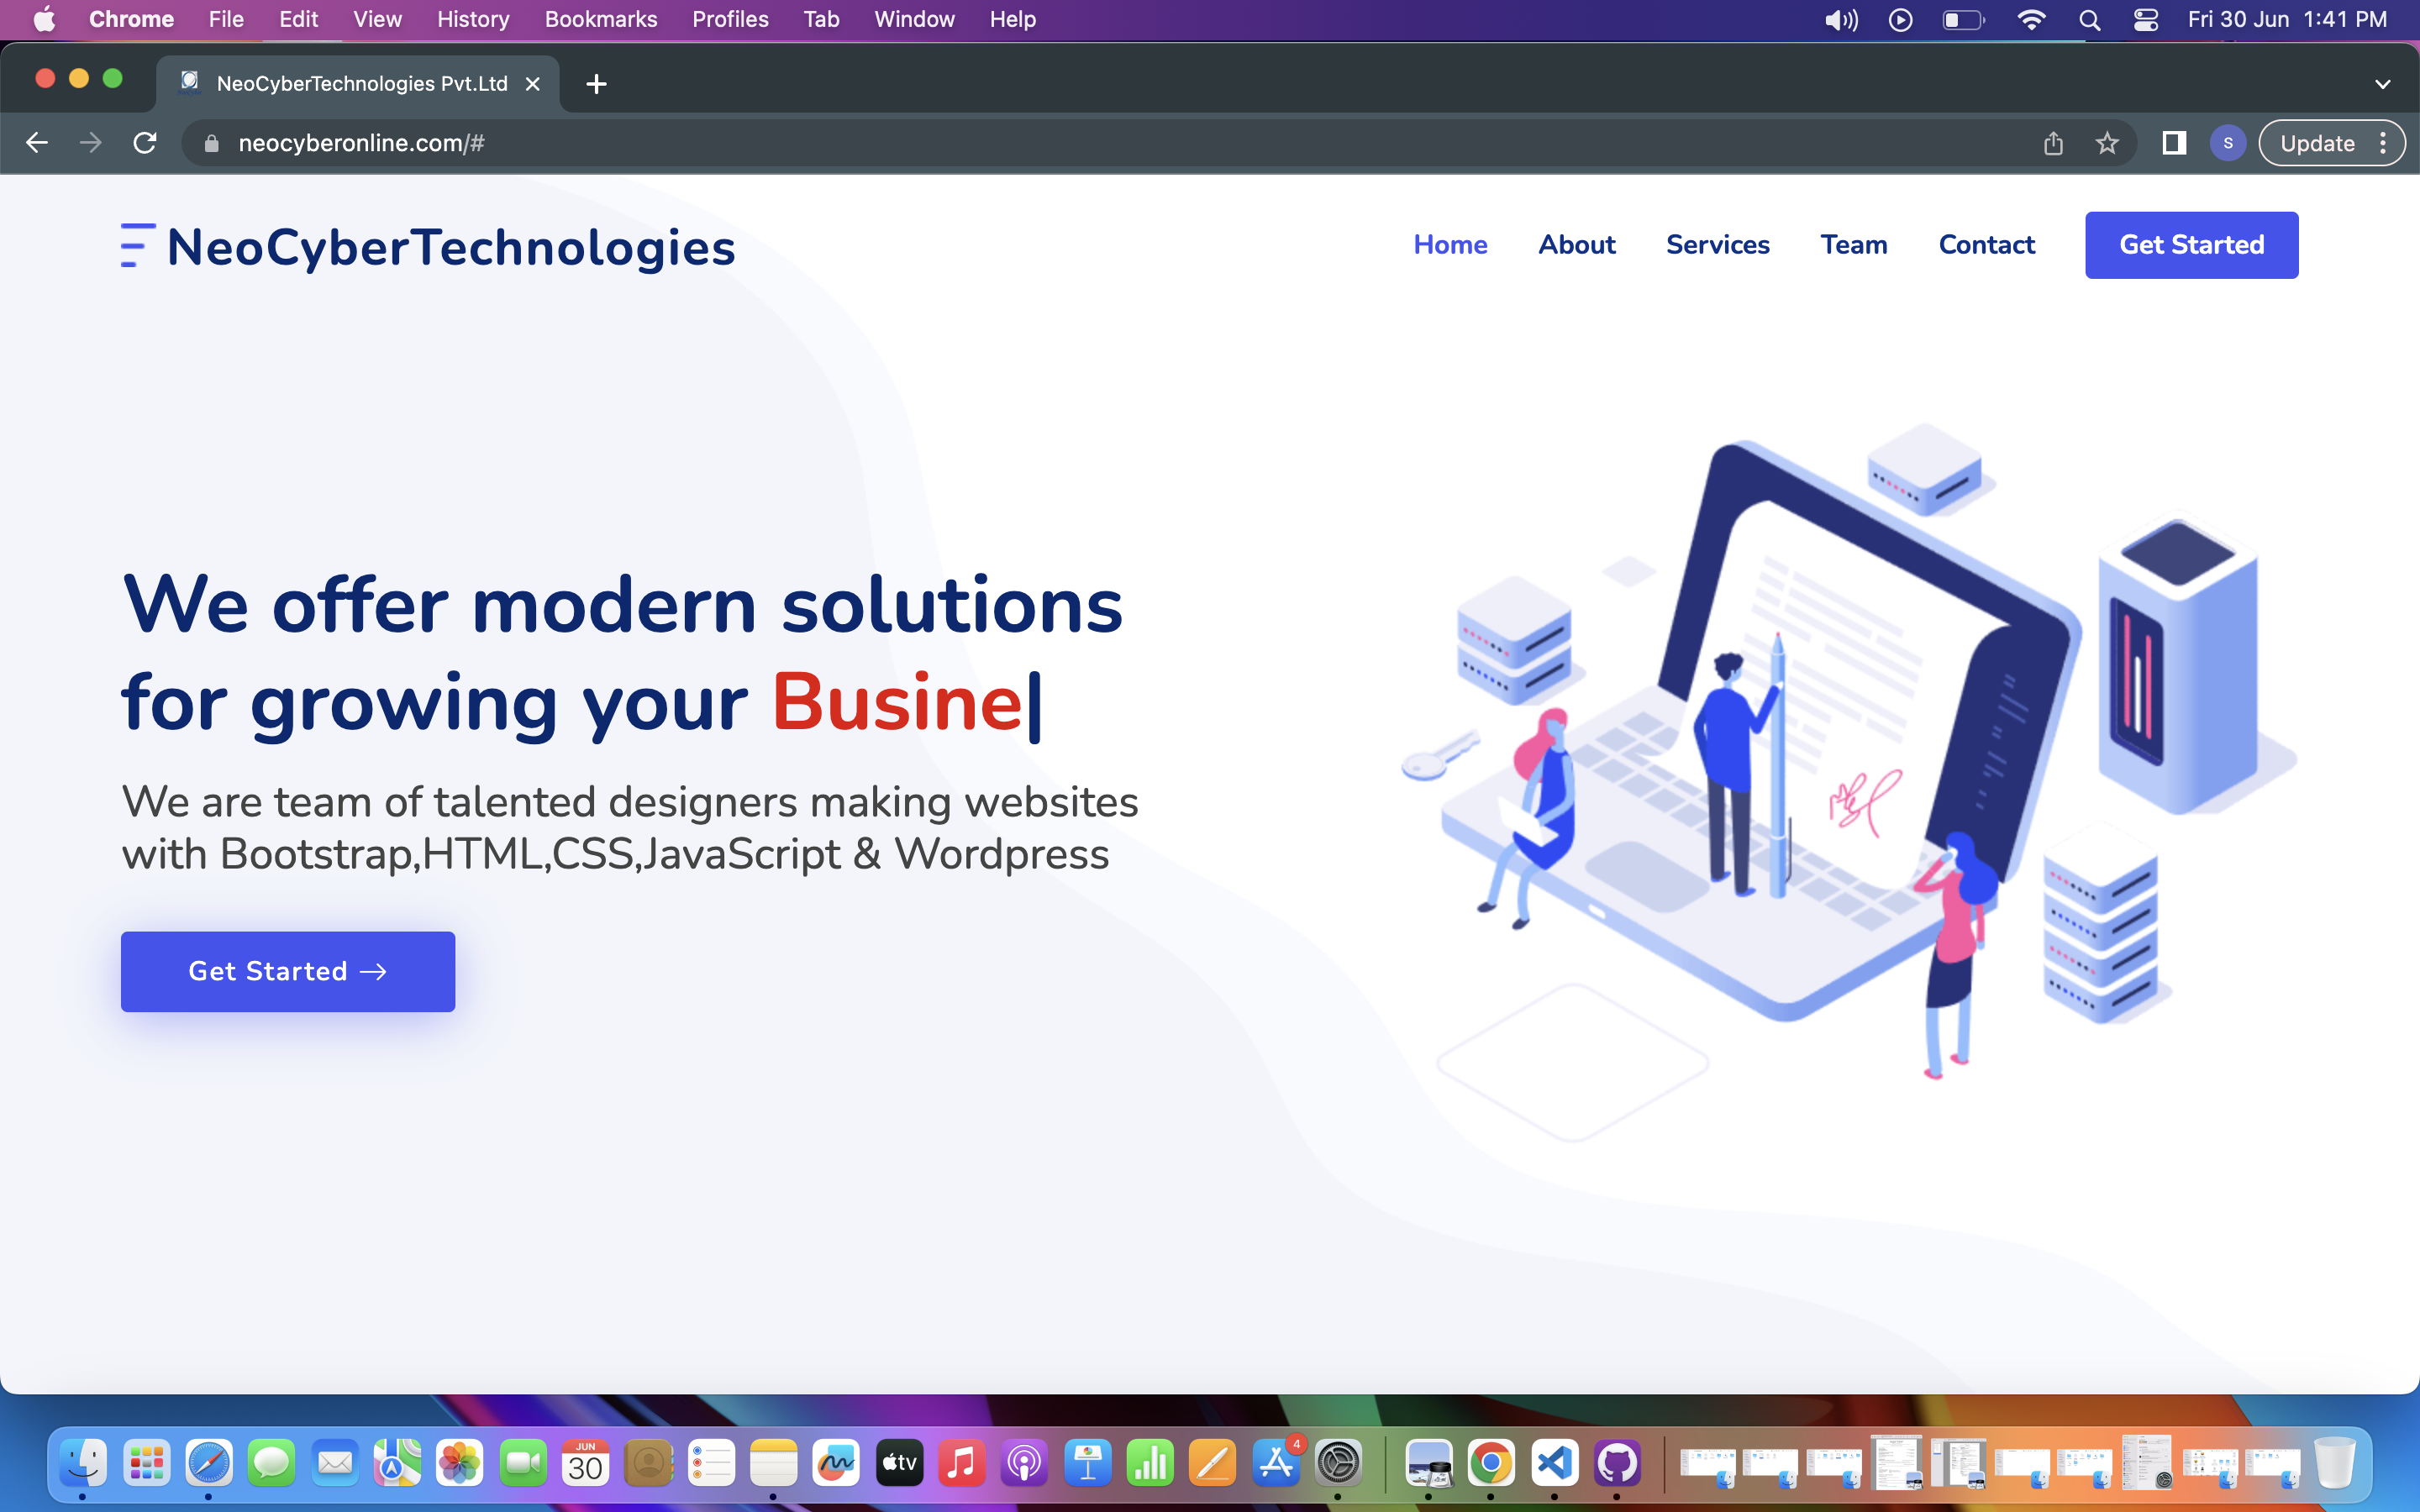 Chrome File Edit View History Bookmarks Profiles Tab Window Help Fri 30 Jun 1:41 PM
NeoCyberTechnologies Pvt.Ltd
neocyberonline.com/# S Update
NeoCyberTechnologies
Home About Services Team Contact Get Started
We offer modern solutions
for growing your Busine|
We are team of talented designers making websites
with Bootstrap,HTML,CSS,JavaScript & Wordpress
Get Started →
JUN
30
tv
4